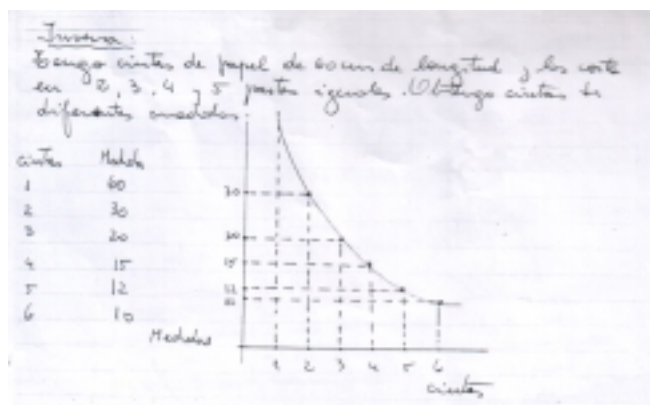 Inversa:
Tengo cintas de papel de 60 cms de longitud y las corto
en 2, 3, 4 y 5 partes iguales. Obtengo cintas de
diferentes medidas.
cintas Medida
1 60
2 30
3 20
4 15
5 12
6 10
30
20
15
12
10
Medidas
1 2 3 4 5 6
cintas